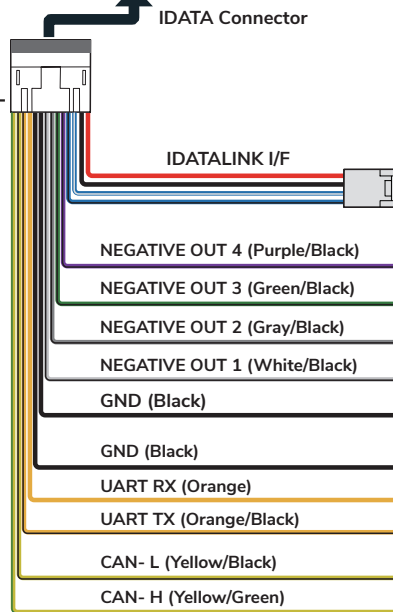 IDATA Connector
IDATALINK I/F
NEGATIVE OUT 4 (Purple/Black)
NEGATIVE OUT 3 (Green/Black)
NEGATIVE OUT 2 (Gray/Black)
NEGATIVE OUT 1 (White/Black)
GND (Black)
GND (Black)
UART RX (Orange)
UART TX (Orange/Black)
CAN- L (Yellow/Black)
CAN- H (Yellow/Green)